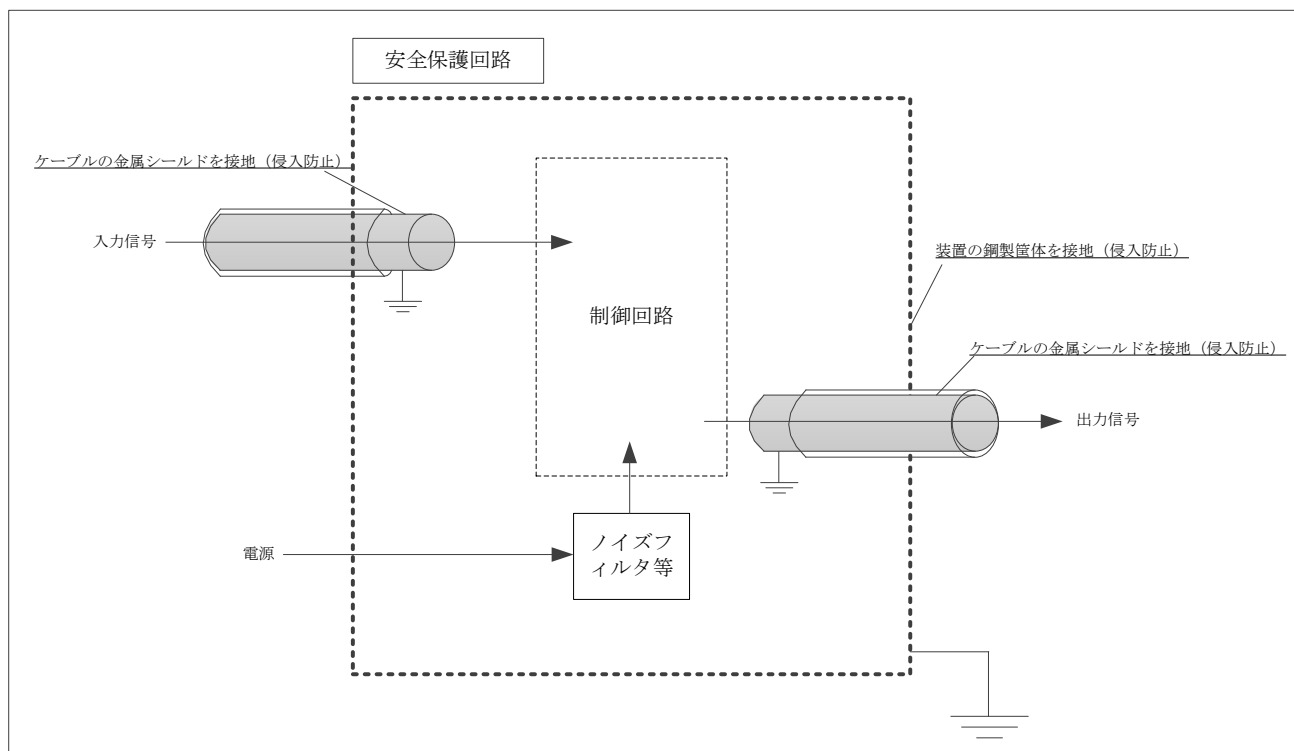 安全保護回路
ケーブルの金属シールドを接地（侵入防止）
入力信号
装置の鋼製筐体を接地（侵入防止）
制御回路
ケーブルの金属シールドを接地（侵入防止）
出力信号
電源
ノイズフ
ィルタ等